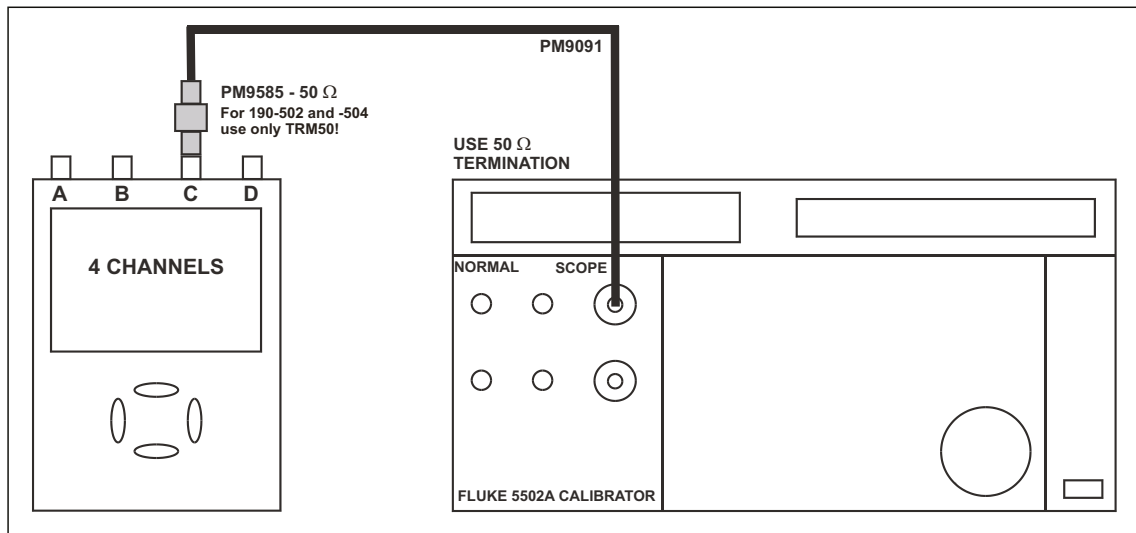 PM9091
PM9585 - 50 Ω
For 190-502 and -504
use only TRM50!
USE 50 Ω
TERMINATION
A B C D
4 CHANNELS
NORMAL SCOPE
FLUKE 5502A CALIBRATOR